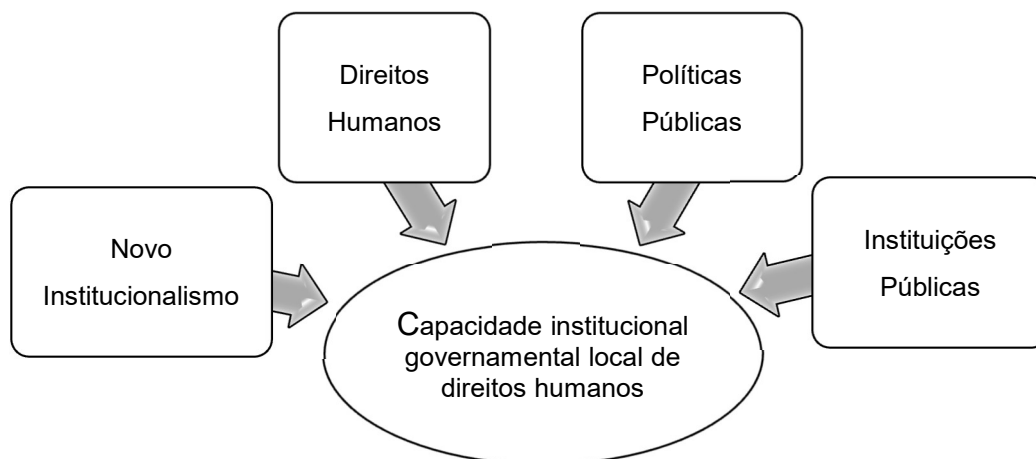 Direitos
Humanos
Políticas
Públicas
Novo
Institucionalismo
Instituições
Públicas
Capacidade institucional
governamental local de
direitos humanos